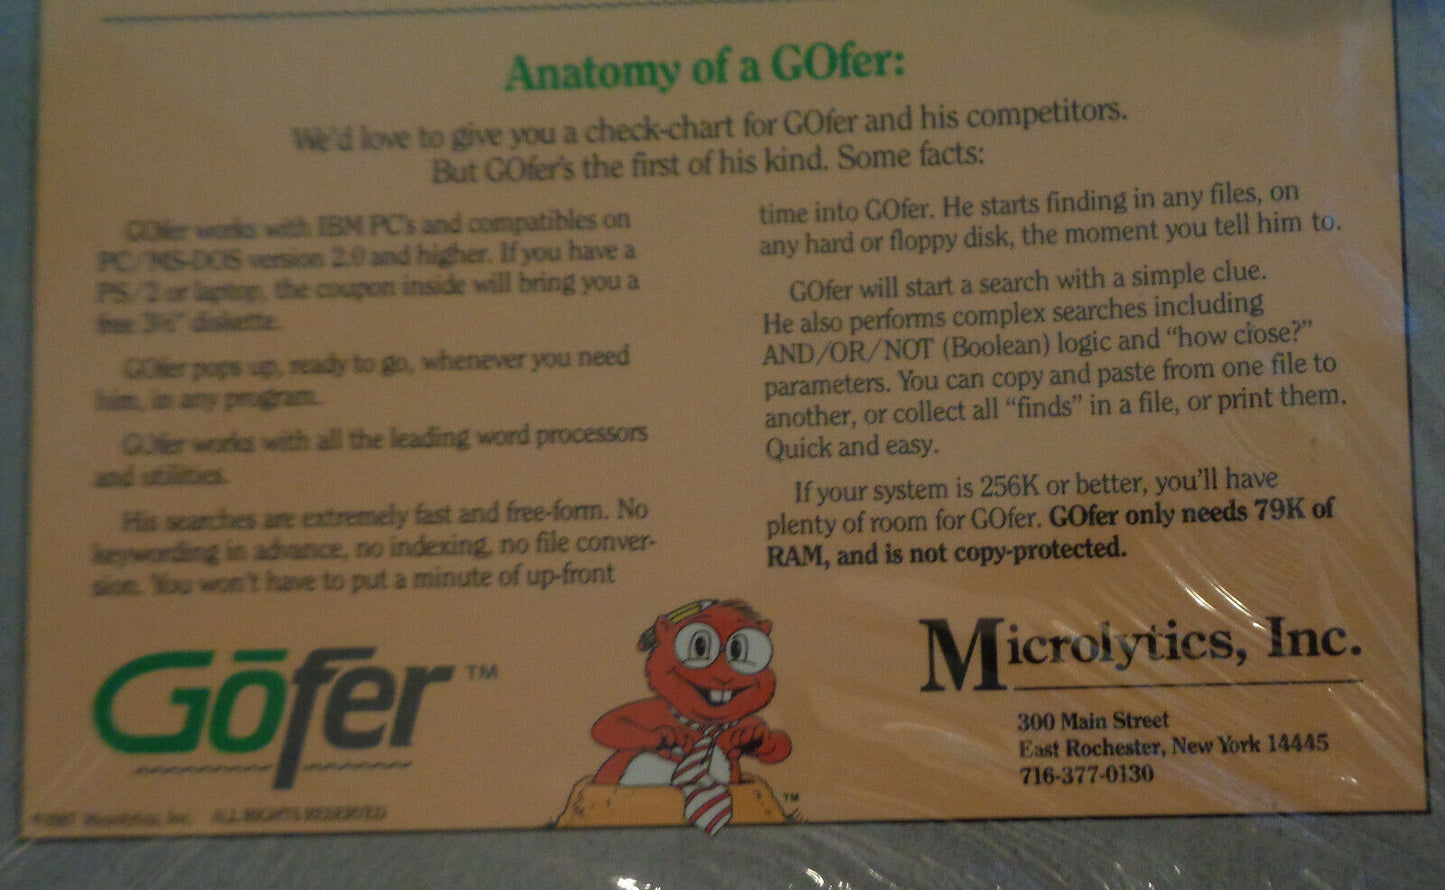 Anatomy of a GOfer:
We'd love to give you a check-chart for GOfer and his competitors.
But GOfer's the first of his kind. Some facts:
GOfer works with IBM PC's and compatibles on
PC/MS-DOS version 2.0 and higher. If you have a
PS/2 or laptop, the coupon inside will bring you a
free 3½" diskette.
GOfer pops up, ready to go, whenever you need
him, in any program.
GOfer works with all the leading word processors
and utilities.
His searches are extremely fast and free-form. No
keywording in advance, no indexing, no file conver-
sion. You won't have to put a minute of up-front
time into GOfer. He starts finding in any files, on
any hard or floppy disk, the moment you tell him to.
GOfer will start a search with a simple clue.
He also performs complex searches including
AND/OR/NOT (Boolean) logic and "how close?"
parameters. You can copy and paste from one file to
another, or collect all "finds" in a file, or print them.
Quick and easy.
If your system is 256K or better, you'll have
plenty of room for GOfer. GOfer only needs 79K of
RAM, and is not copy-protected.
Gōfer™
©1987 Microlytics, Inc. ALL RIGHTS RESERVED
TM
Microlytics, Inc.
300 Main Street
East Rochester, New York 14445
716-377-0130